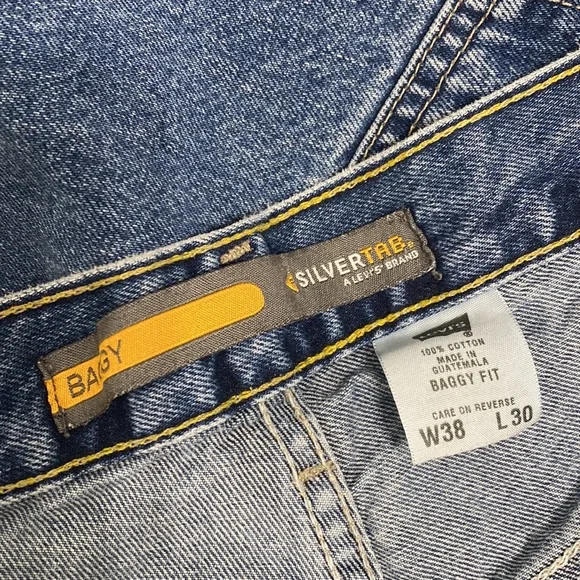 BAGGY
SILVERTAB
A LEVI'S BRAND
Levi's
100% COTTON
MADE IN
GUATEMALA
BAGGY FIT
CARE ON REVERSE
W38 L30